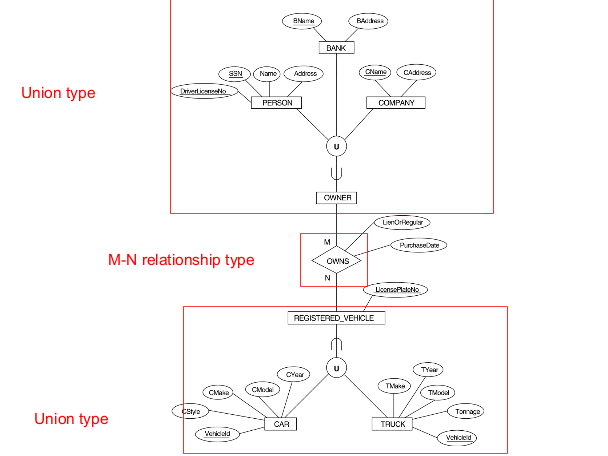 BName
BAddress
BANK
Union type
SSN
Name
Address
CName
CAddress
DriverLicenseNo
PERSON
COMPANY
U
OWNER
LienOrRegular
M
PurchaseDate
M-N relationship type
OWNS
N
LicensePlateNo
REGISTERED_VEHICLE
U
CYear
TYear
CMake
CModel
TMake
TModel
CStyle
Tonnage
Union type
CAR
TRUCK
VehicleId
VehicleId